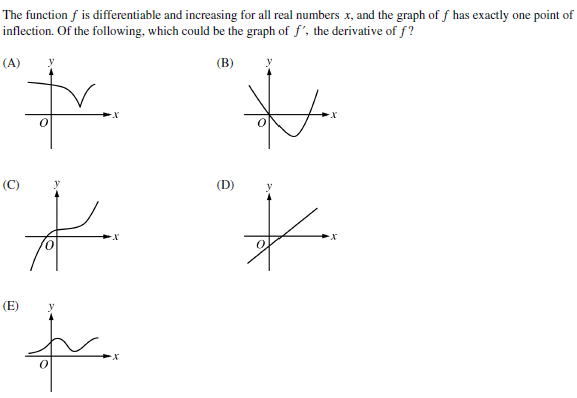 The function f is differentiable and increasing for all real numbers x, and the graph of f has exactly one point of
inflection. Of the following, which could be the graph of f′, the derivative of f?
(A)
y
x
O
(B)
y
x
O
(C)
y
x
O
(D)
y
x
O
(E)
y
x
O